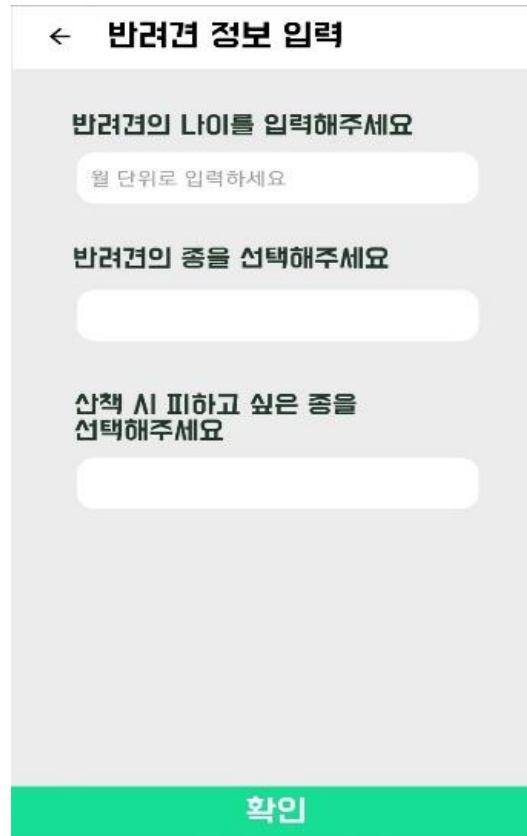 반려견 정보 입력
반려견의 나이를 입력해주세요
월 단위로 입력하세요
반려견의 종을 선택해주세요
산책 시 피하고 싶은 종을
선택해주세요
확인